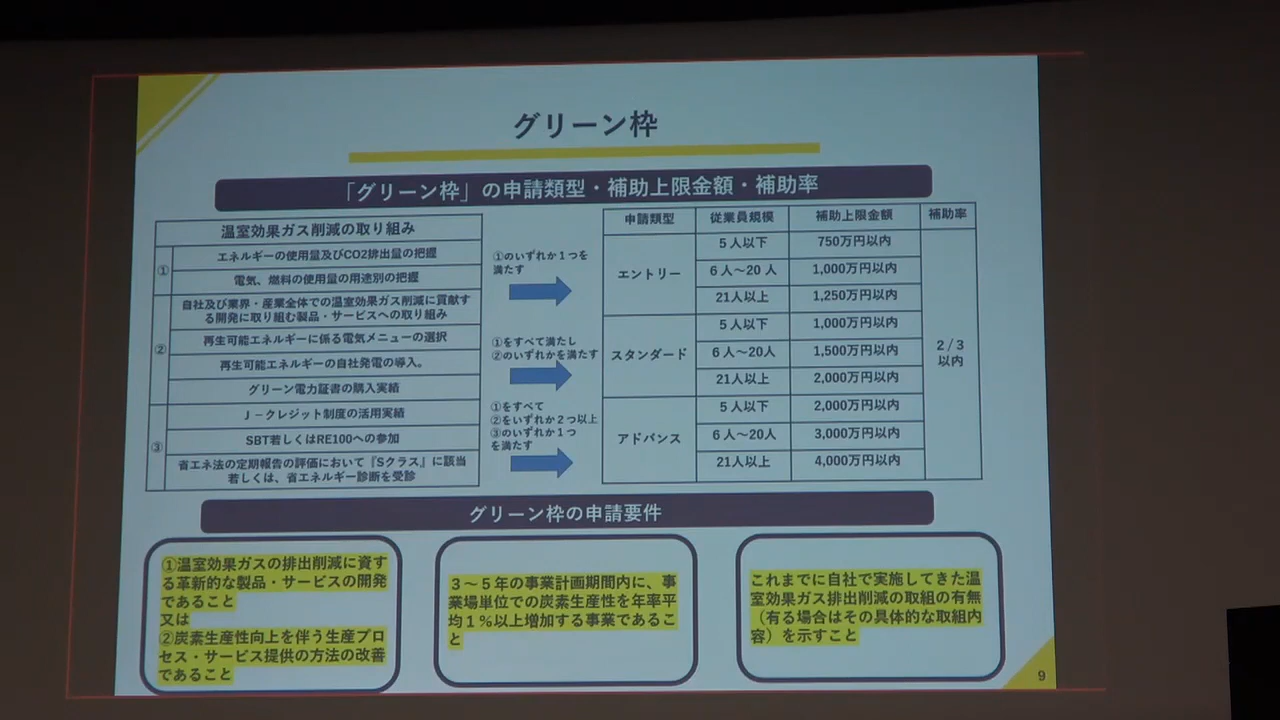 グリーン枠
「グリーン枠」の申請類型・補助上限金額・補助率
温室効果ガス削減の取り組み
①
エネルギーの使用量及びCO2排出量の把握
電気、燃料の使用量の用途別の把握
②
自社及び業界・産業全体での温室効果ガス削減に貢献す
る開発に取り組む製品・サービスへの取り組み
再生可能エネルギーに係る電気メニューの選択
再生可能エネルギーの自社発電の導入。
グリーン電力証書の購入実績
③
J－クレジット制度の活用実績
SBT若しくはRE100への参加
省エネ法の定期報告の評価において『Sクラス』に該当
若しくは、省エネルギー診断を受診
①のいずれか１つを
満たす
①をすべて満たし
②のいずれかを満たす
①をすべて
②をいずれか２つ以上
③のいずれか１つ
を満たす
申請類型 従業員規模 補助上限金額 補助率
エントリー
５人以下 750万円以内
６人～20人 1,000万円以内
21人以上 1,250万円以内
スタンダード
５人以下 1,000万円以内
６人～20人 1,500万円以内
21人以上 2,000万円以内
アドバンス
５人以下 2,000万円以内
６人～20人 3,000万円以内
21人以上 4,000万円以内
２/３
以内
グリーン枠の申請要件
①温室効果ガスの排出削減に資す
る革新的な製品・サービスの開発
であること
又は
②炭素生産性向上を伴う生産プロ
セス・サービス提供の方法の改善
であること
３～５年の事業計画期間内に、事
業場単位での炭素生産性を年率平
均１％以上増加する事業であるこ
と
これまでに自社で実施してきた温
室効果ガス排出削減の取組の有無
（有る場合はその具体的な取組内
容）を示すこと
9